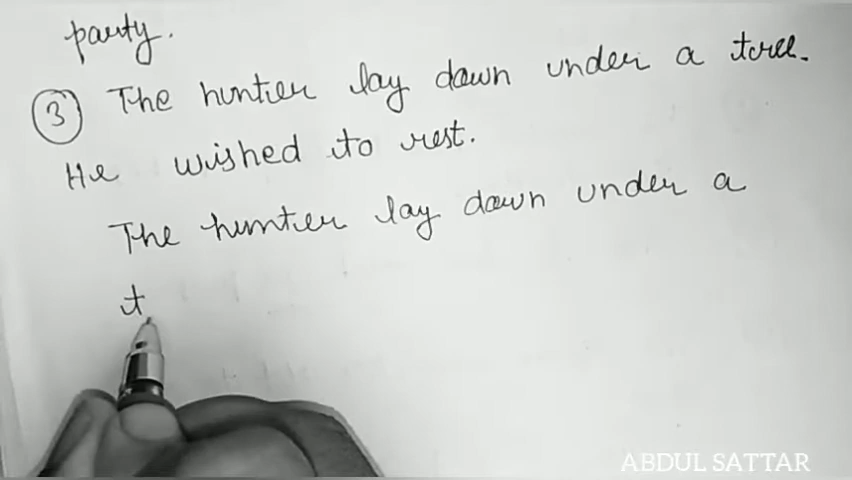 party.
3 The hunter lay down under a tree.
He wished to rest.
The hunter lay down under a
t
ABDUL SATTAR